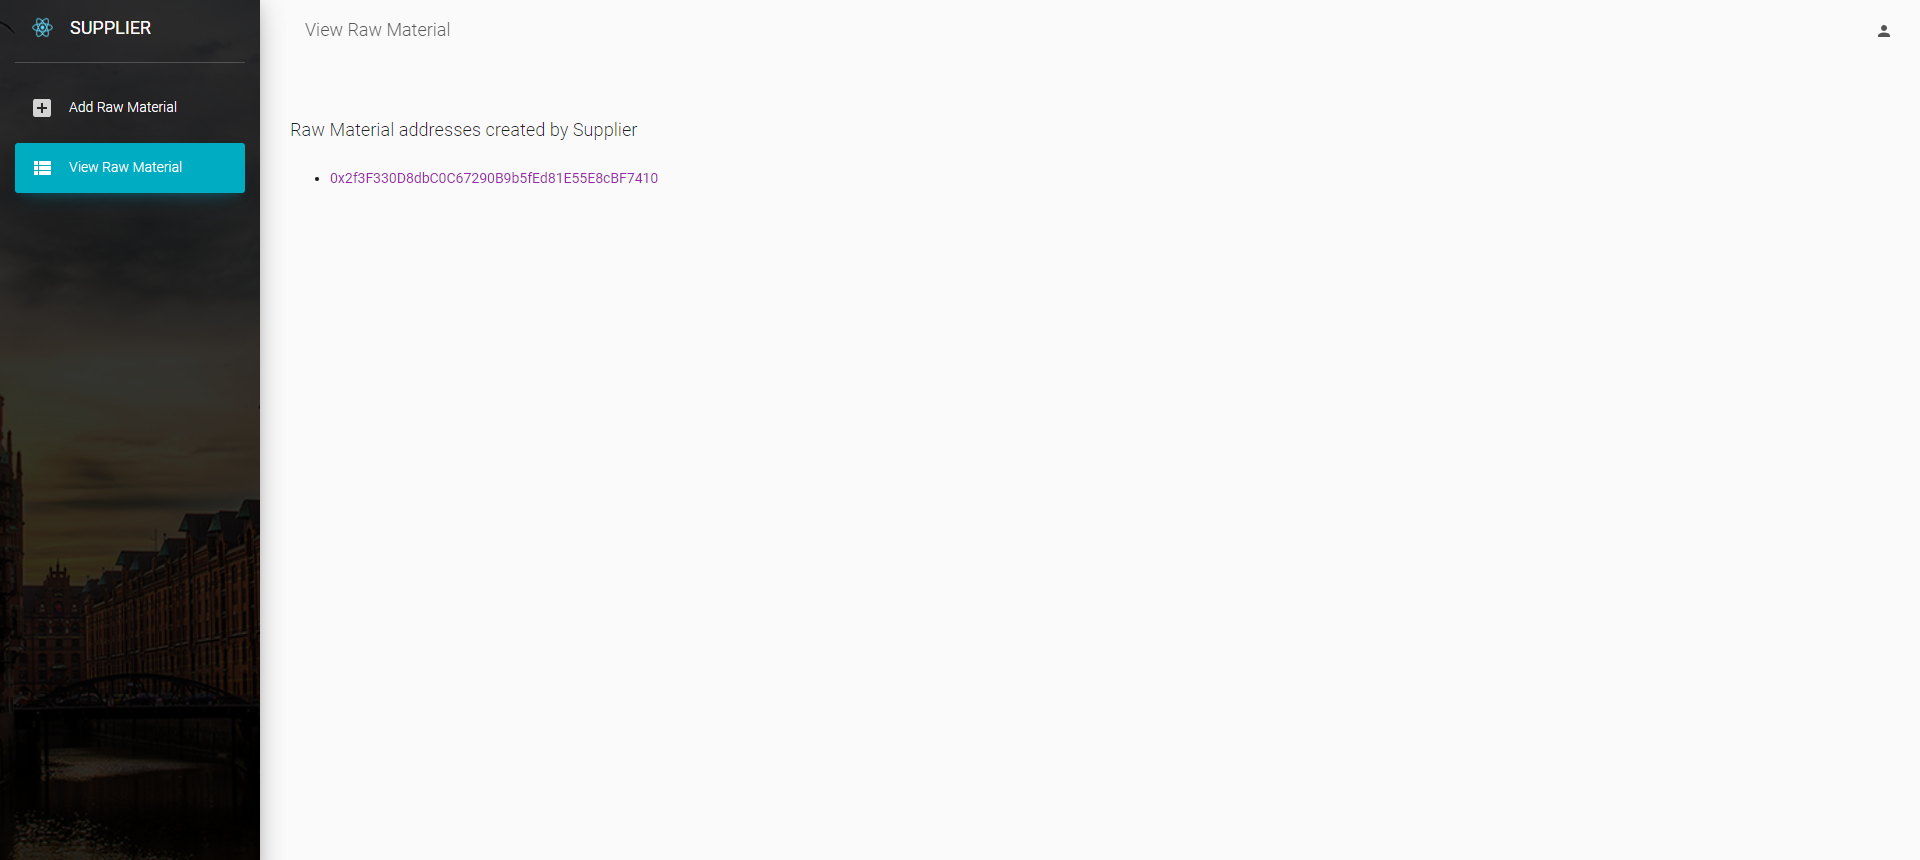 SUPPLIER
Add Raw Material
View Raw Material
View Raw Material
Raw Material addresses created by Supplier
0x2f3F330D8dbC0C67290B9b5fEd81E55E8cBF7410